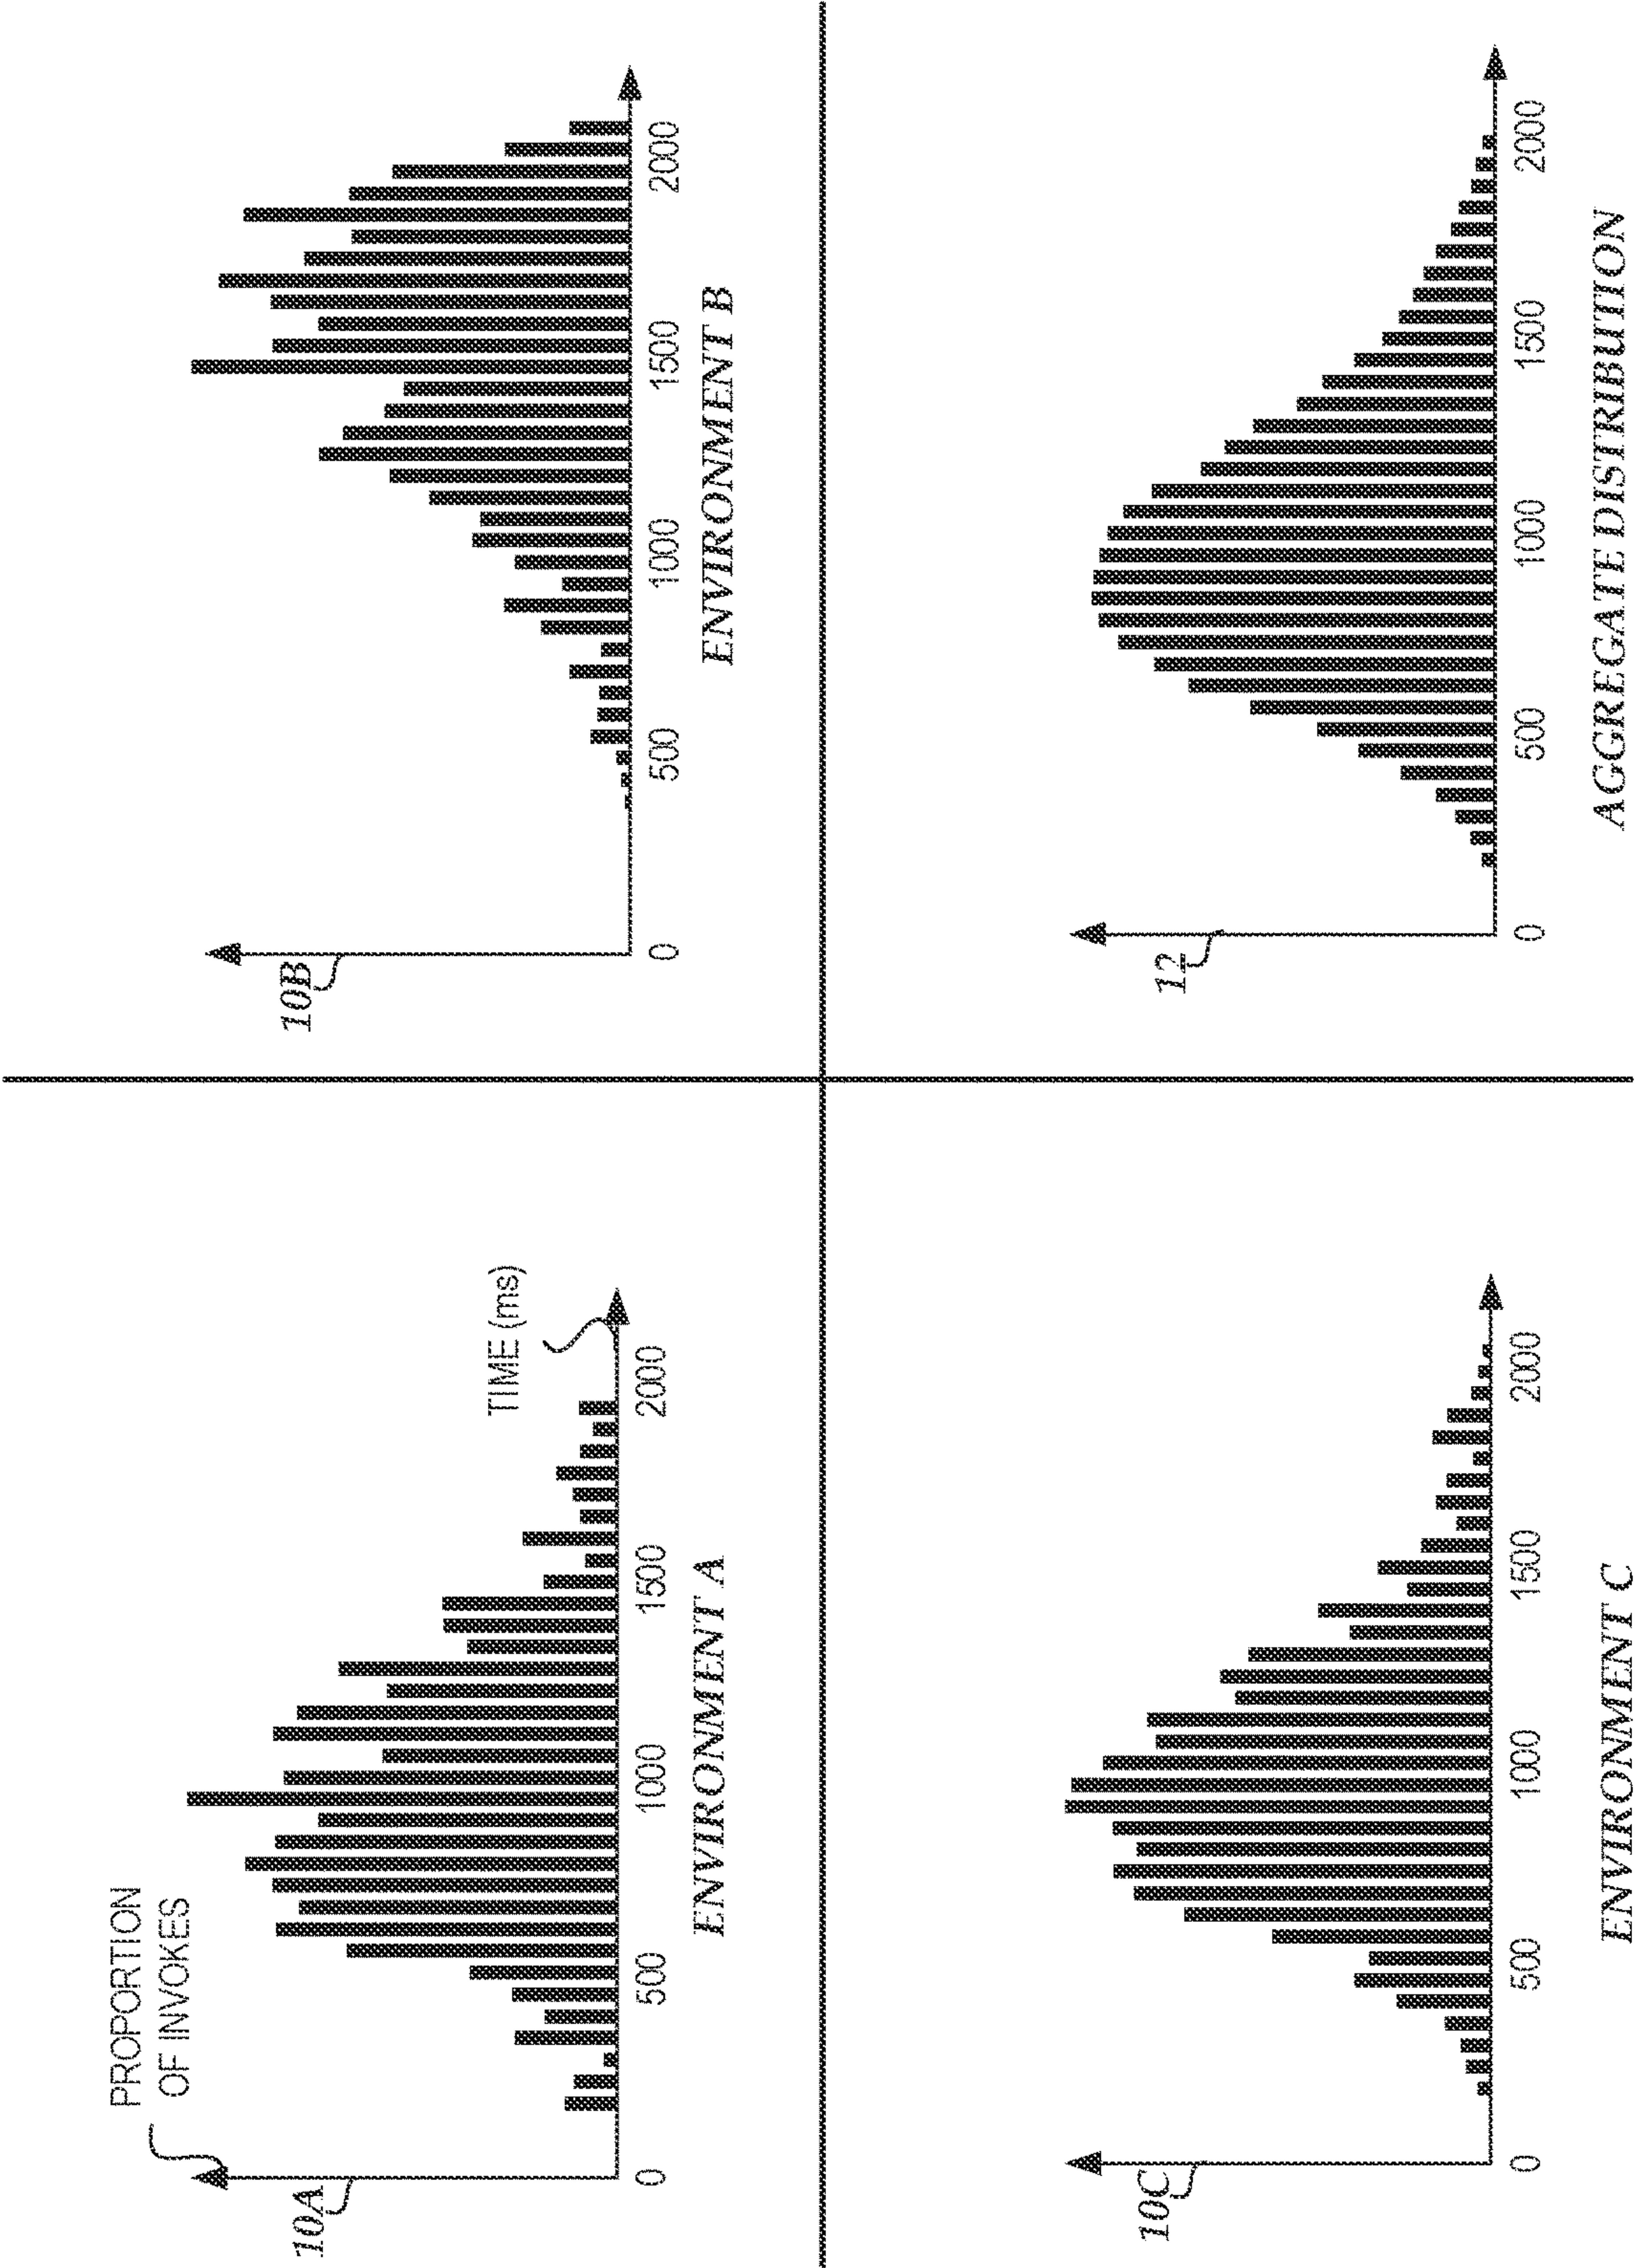 PROPORTION
OF INVOKES
10A
TIME (ms)
0 500 1000 1500 2000
ENVIRONMENT A
10B
0 500 1000 1500 2000
ENVIRONMENT B
10C
0 500 1000 1500 2000
ENVIRONMENT C
12
0 500 1000 1500 2000
AGGREGATE DISTRIBUTION